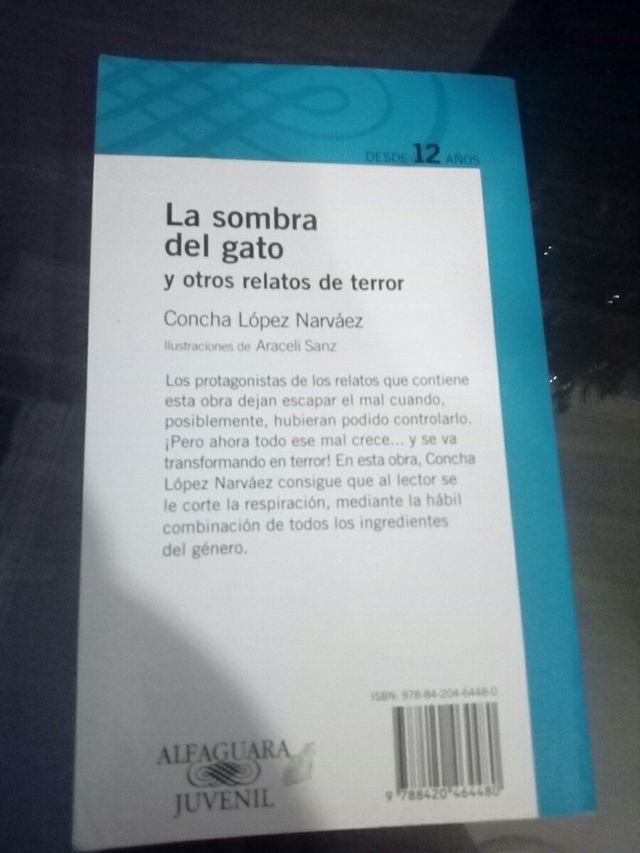 DESDE 12 AÑOS
La sombra
del gato
y otros relatos de terror
Concha López Narváez
Ilustraciones de Araceli Sanz
Los protagonistas de los relatos que contiene
esta obra dejan escapar el mal cuando,
posiblemente, hubieran podido controlarlo.
¡Pero ahora todo ese mal crece... y se va
transformando en terror! En esta obra, Concha
López Narváez consigue que al lector se
le corte la respiración, mediante la hábil
combinación de todos los ingredientes
del género.
ISBN: 978-84-204-6448-0
9 788420 464480
ALFAGUARA
JUVENIL